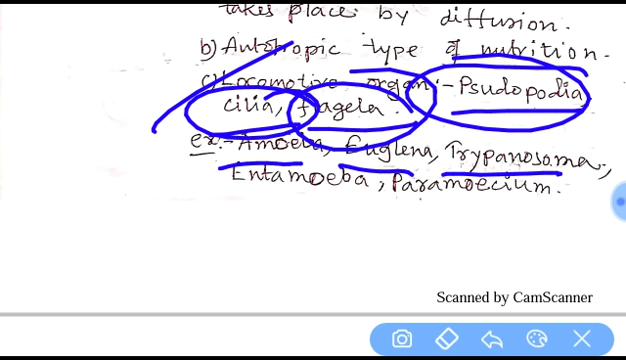 takes place by diffusion.
b) Autotropic type of nutrition.
c) Locomotive organ:- Psudopodia
cilia, flagela.
ex:- Amoeba, Euglena, Trypanosoma,
Entamoeba, Paramoecium.
Scanned by CamScanner